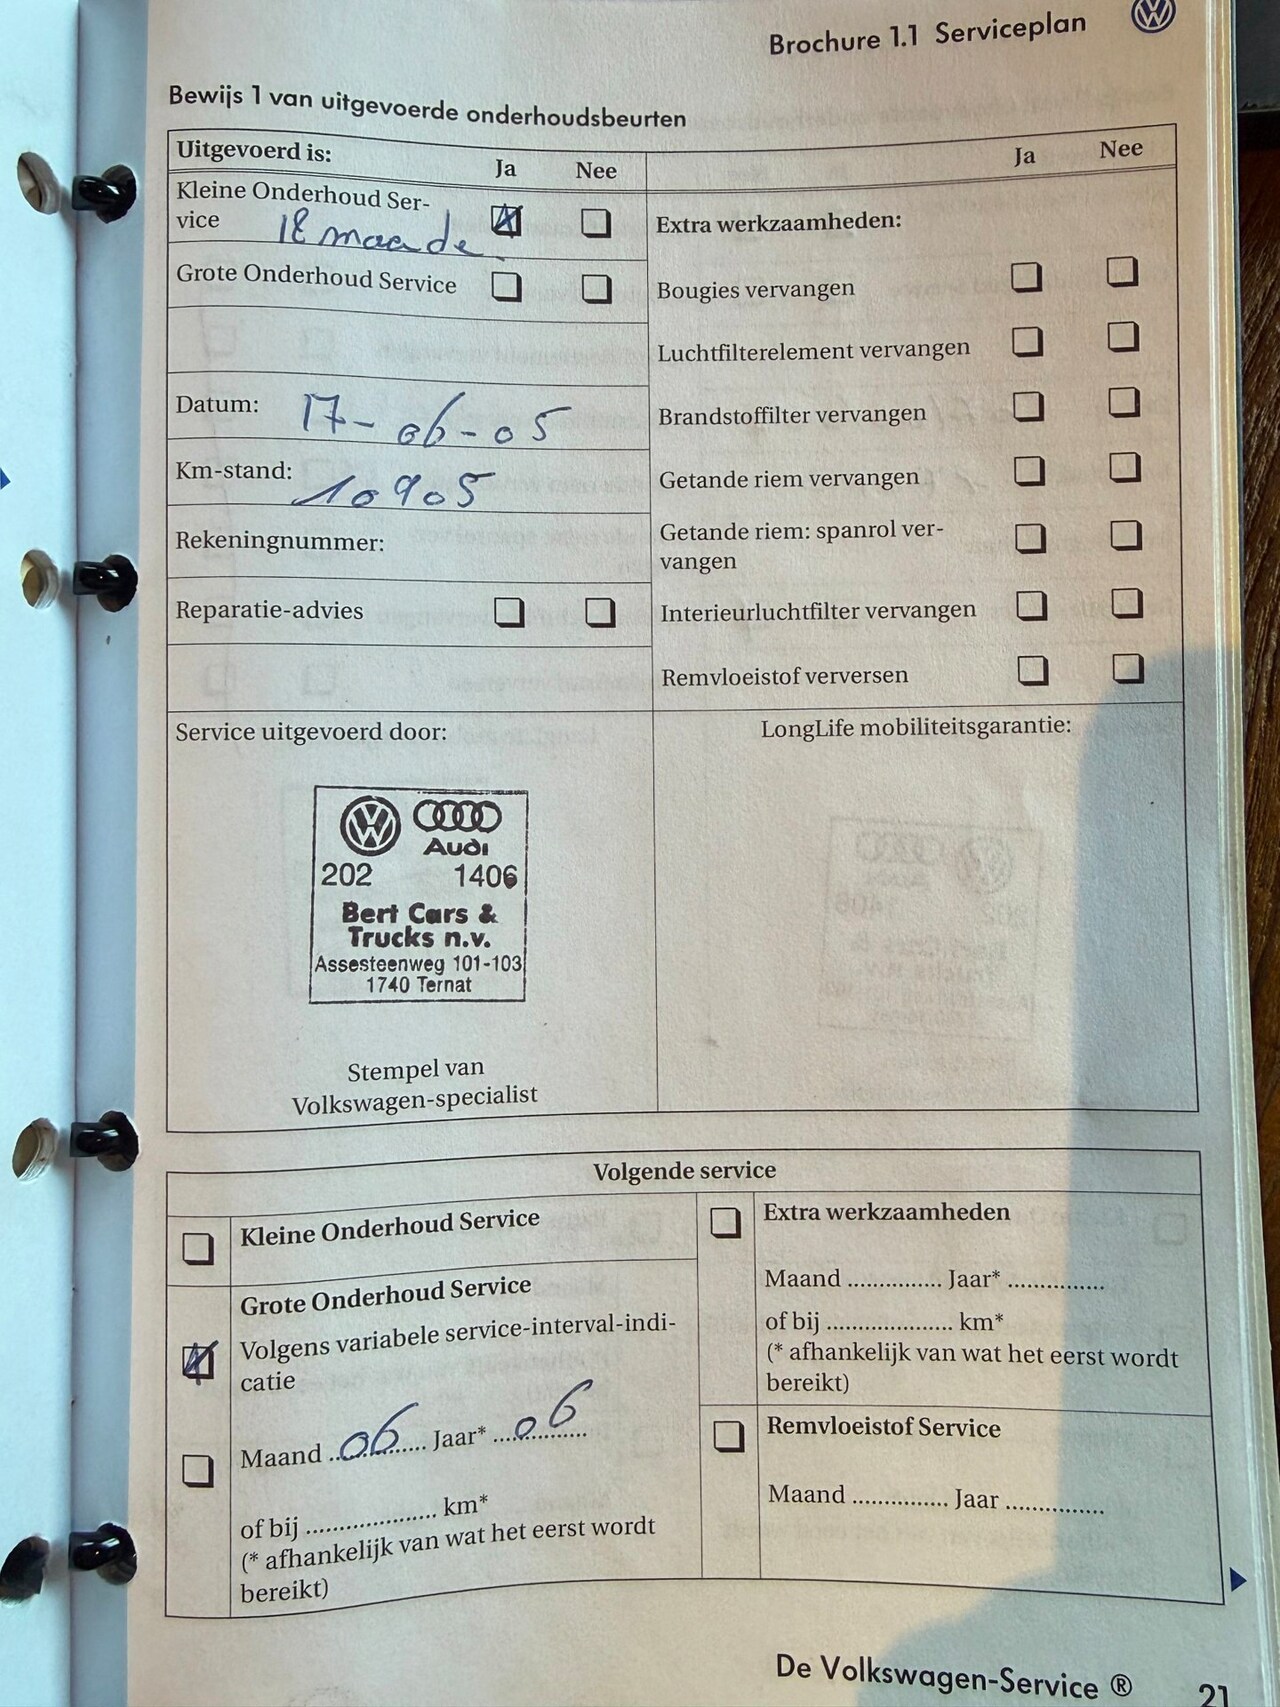 Brochure 1.1 Serviceplan
Bewijs 1 van uitgevoerde onderhoudsbeurten
Uitgevoerd is:
Ja Nee
Kleine Onderhoud Ser-
vice 18 maande
Grote Onderhoud Service
Datum: 17-06-05
Km-stand: 10905
Rekeningnummer:
Reparatie-advies
Ja Nee
Extra werkzaamheden:
Bougies vervangen
Luchtfilterelement vervangen
Brandstoffilter vervangen
Getande riem vervangen
Getande riem: spanrol ver-
vangen
Interieurluchtfilter vervangen
Remvloeistof verversen
Service uitgevoerd door:
Audi
202 1406
Bert Cars &
Trucks n.v.
Assesteenweg 101-103
1740 Ternat
Stempel van
Volkswagen-specialist
LongLife mobiliteitsgarantie:
Volgende service
Kleine Onderhoud Service
Grote Onderhoud Service
Volgens variabele service-interval-indi-
catie
Maand ..06...... Jaar* ...06..........
of bij .................... km*
(* afhankelijk van wat het eerst wordt
bereikt)
Extra werkzaamheden
Maand ............... Jaar* ...............
of bij .................... km*
(* afhankelijk van wat het eerst wordt
bereikt)
Remvloeistof Service
Maand ............... Jaar ...............
De Volkswagen-Service ® 21